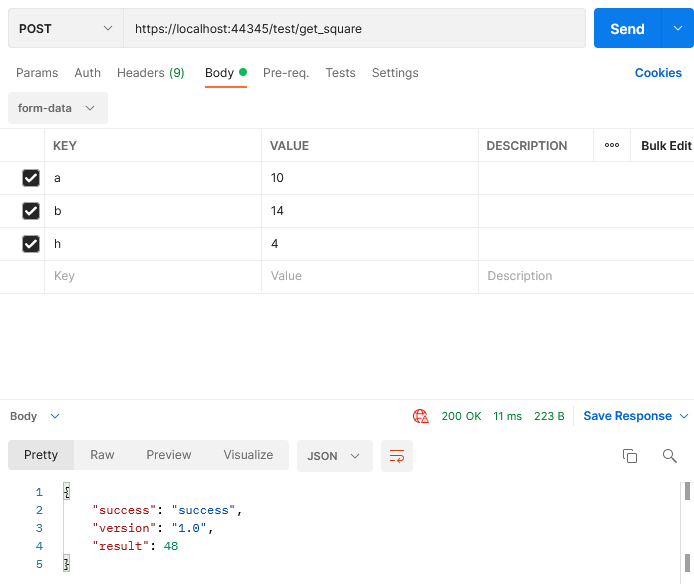 POST https://localhost:44345/test/get_square Send
Params Auth Headers (9) Body Pre-req. Tests Settings Cookies
form-data
KEY VALUE DESCRIPTION ooo Bulk Edit
a 10
b 14
h 4
Key Value Description
Body 200 OK 11 ms 223 B Save Response
Pretty Raw Preview Visualize JSON
1 {
2 "success": "success",
3 "version": "1.0",
4 "result": 48
5 }